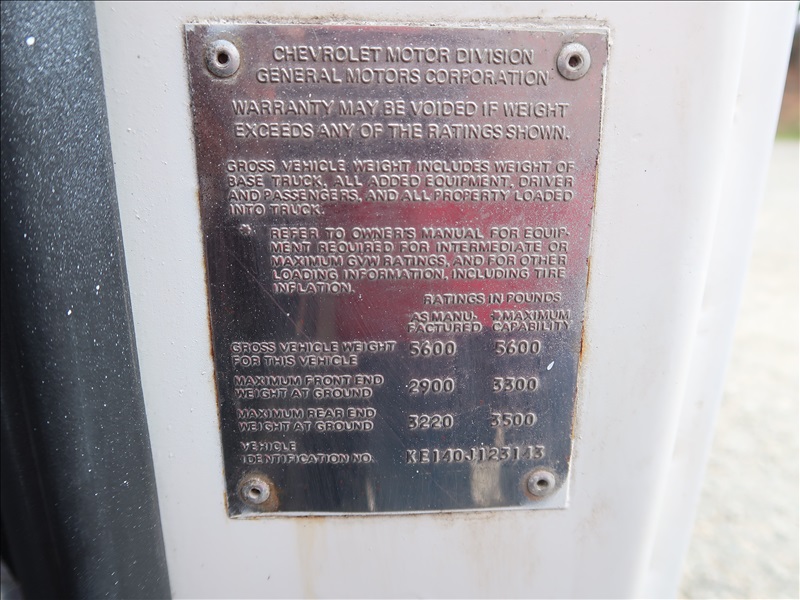 CHEVROLET MOTOR DIVISION
GENERAL MOTORS CORPORATION
WARRANTY MAY BE VOIDED IF WEIGHT
EXCEEDS ANY OF THE RATINGS SHOWN.
GROSS VEHICLE WEIGHT INCLUDES WEIGHT OF
BASE TRUCK, ALL ADDED EQUIPMENT, DRIVER
AND PASSENGERS, AND ALL PROPERTY LOADED
INTO TRUCK.
* REFER TO OWNER'S MANUAL FOR EQUIP-
MENT REQUIRED FOR INTERMEDIATE OR
MAXIMUM GVW RATINGS, AND FOR OTHER
LOADING INFORMATION, INCLUDING TIRE
INFLATION.
RATINGS IN POUNDS
AS MANU- *MAXIMUM
FACTURED CAPABILITY
GROSS VEHICLE WEIGHT 5600 5600
FOR THIS VEHICLE
MAXIMUM FRONT END 2900 3300
WEIGHT AT GROUND
MAXIMUM REAR END 3220 3500
WEIGHT AT GROUND
VEHICLE
IDENTIFICATION NO. KE140J123143